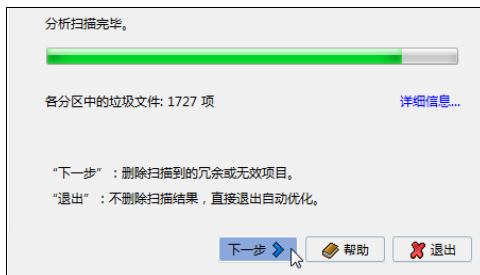 分析扫描完毕。
各分区中的垃圾文件: 1727 项 详细信息...
“下一步”：删除扫描到的冗余或无效项目。
“退出”：不删除扫描结果，直接退出自动优化。
下一步 帮助 退出